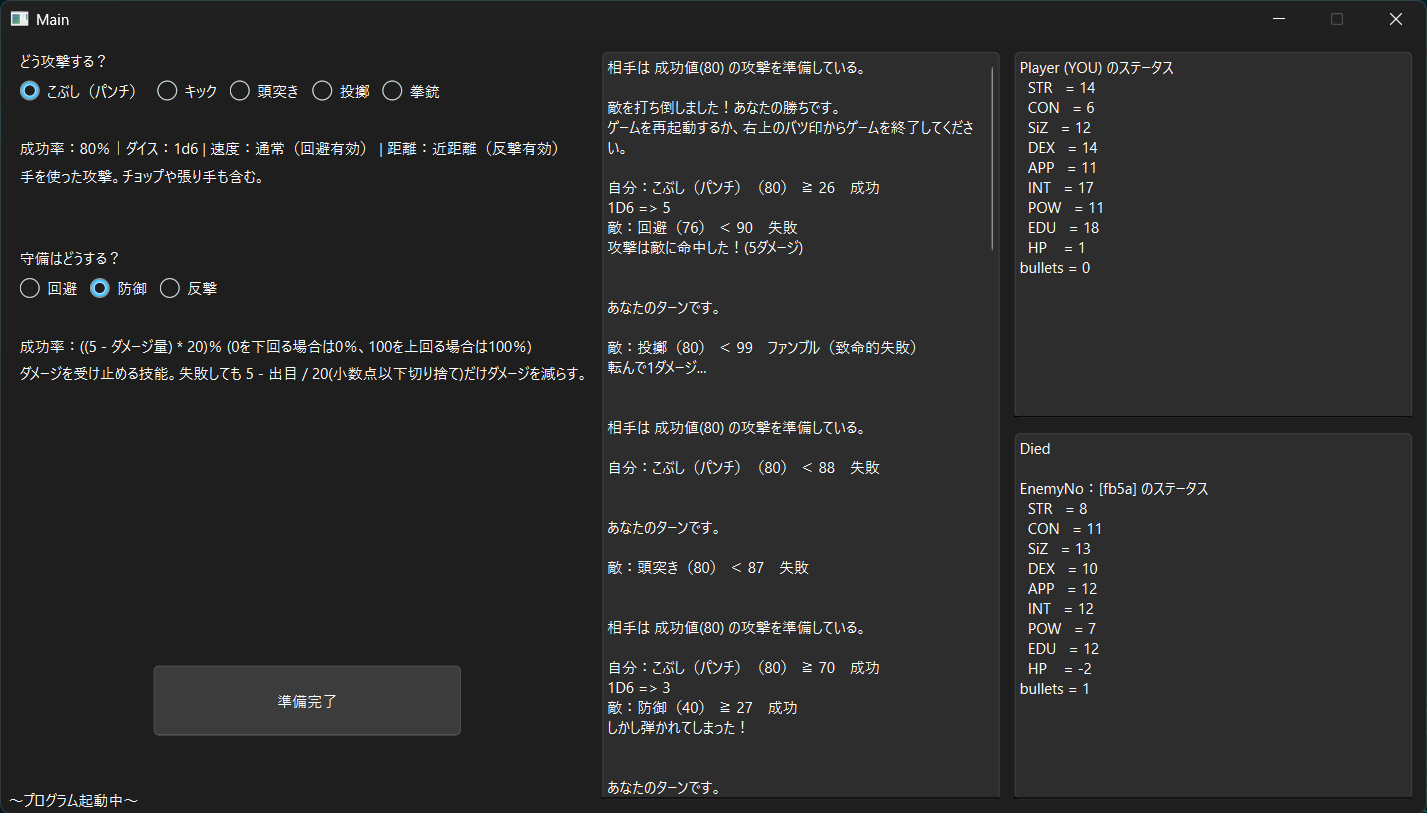 Main
どう攻撃する？
こぶし（パンチ） キック 頭突き 投擲 拳銃
成功率：80%｜ダイス：1d6 | 速度：通常（回避有効） | 距離：近距離（反撃有効）
手を使った攻撃。チョップや張り手も含む。
守備はどうする？
回避 防御 反撃
成功率：((5 - ダメージ量) * 20)% (0を下回る場合は0%、100を上回る場合は100%)
ダメージを受け止める技能。失敗しても 5 - 出目 / 20(小数点以下切り捨て)だけダメージを減らす。
準備完了
～プログラム起動中～
相手は 成功値(80) の攻撃を準備している。
敵を打ち倒しました！あなたの勝ちです。
ゲームを再起動するか、右上のバツ印からゲームを終了してくださ
い。
自分：こぶし（パンチ）（80） ≧ 26　成功
1D6 => 5
敵：回避（76） ＜ 90　失敗
攻撃は敵に命中した！(5ダメージ)
あなたのターンです。
敵：投擲（80） ＜ 99　ファンブル（致命的失敗）
転んで1ダメージ...
相手は 成功値(80) の攻撃を準備している。
自分：こぶし（パンチ）（80） ＜ 88　失敗
あなたのターンです。
敵：頭突き（80） ＜ 87　失敗
相手は 成功値(80) の攻撃を準備している。
自分：こぶし（パンチ）（80） ≧ 70　成功
1D6 => 3
敵：防御（40） ≧ 27　成功
しかし弾かれてしまった！
あなたのターンです。
Player (YOU) のステータス
STR = 14
CON = 6
SiZ = 12
DEX = 14
APP = 11
INT = 17
POW = 11
EDU = 18
HP = 1
bullets = 0
Died
EnemyNo：[fb5a] のステータス
STR = 8
CON = 11
SiZ = 13
DEX = 10
APP = 12
INT = 12
POW = 7
EDU = 12
HP = -2
bullets = 1